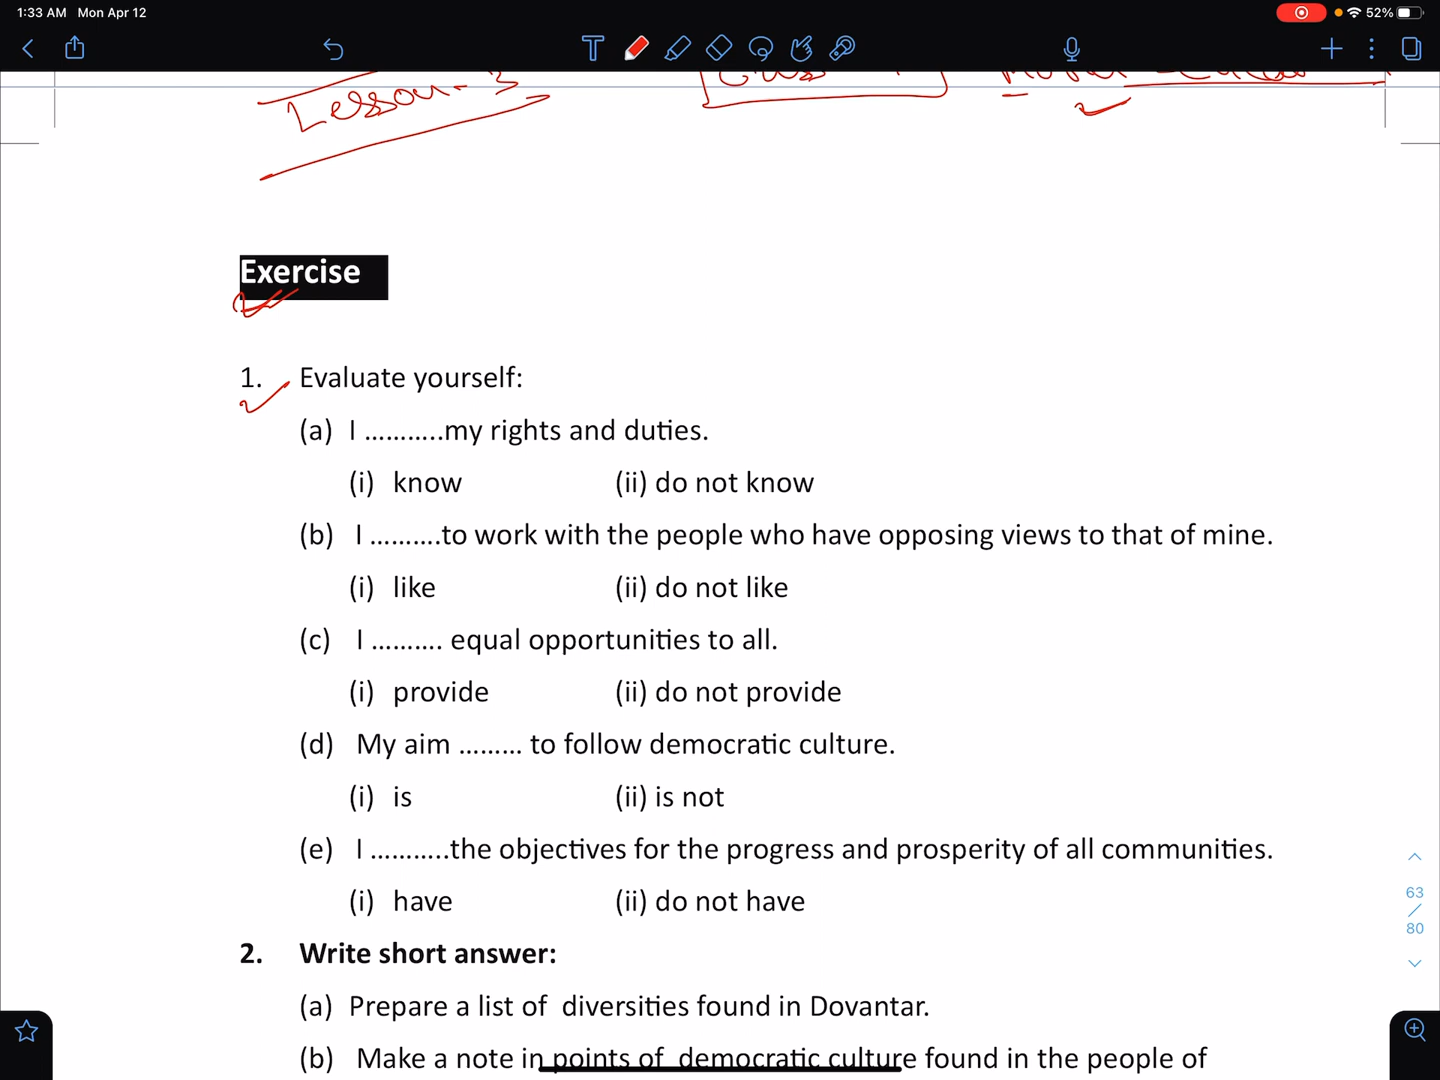 1:33 AM Mon Apr 12
52%
Lesson-3
Exercise
1. Evaluate yourself:
(a) I ………..my rights and duties.
(i) know (ii) do not know
(b) I ……….to work with the people who have opposing views to that of mine.
(i) like (ii) do not like
(c) I ………. equal opportunities to all.
(i) provide (ii) do not provide
(d) My aim ……… to follow democratic culture.
(i) is (ii) is not
(e) I ………..the objectives for the progress and prosperity of all communities.
(i) have (ii) do not have
63
/
80
2. Write short answer:
(a) Prepare a list of diversities found in Dovantar.
(b) Make a note in points of democratic culture found in the people of